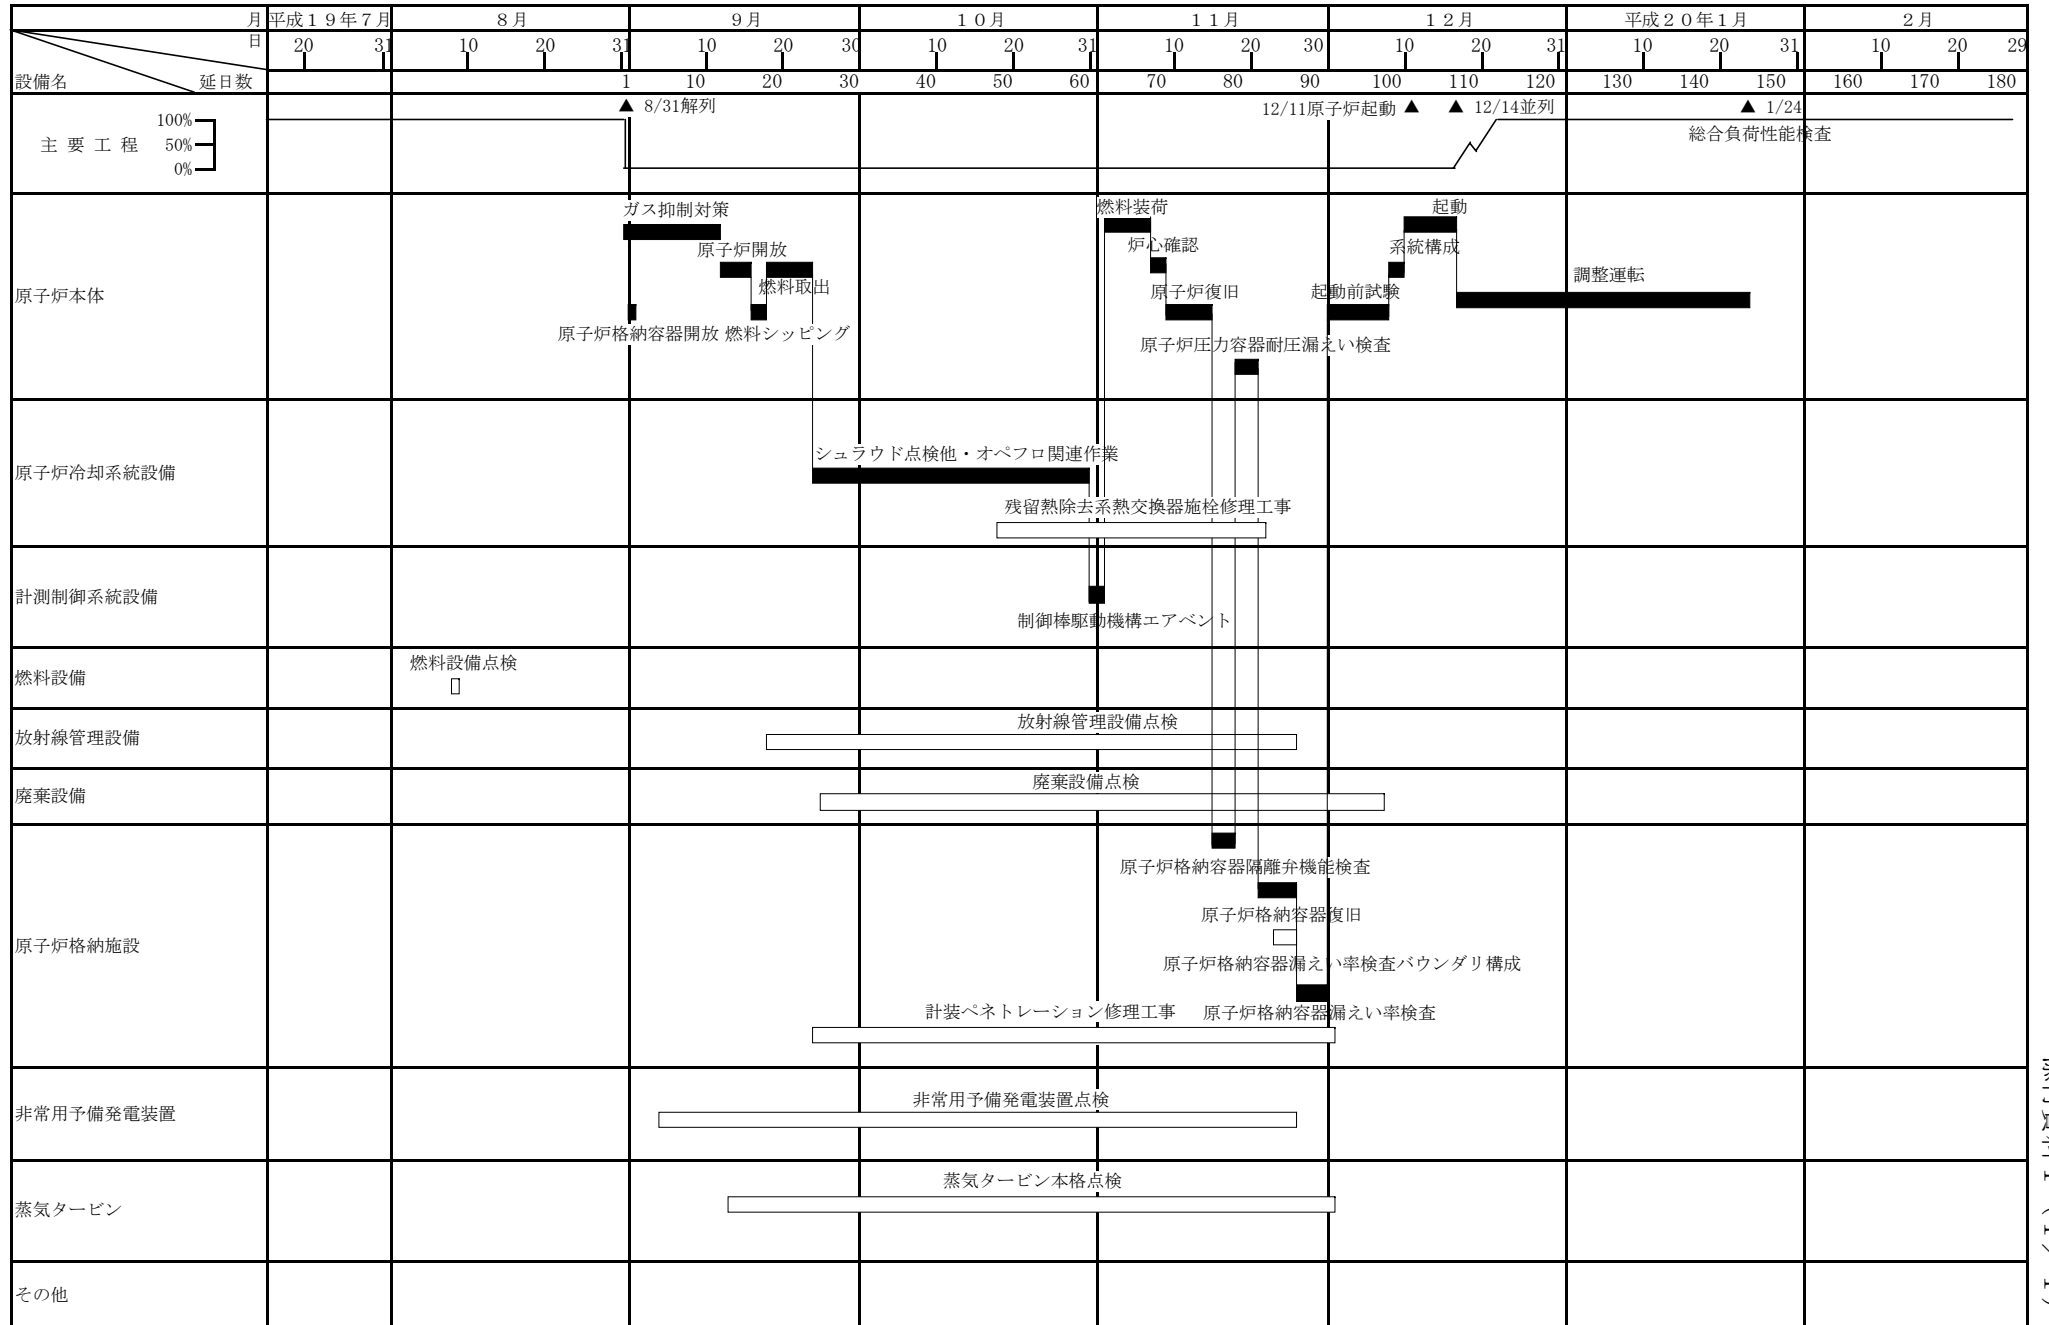 月 平成１９年７月 ８月 ９月 １０月 １１月 １２月 平成２０年１月 ２月
日 20 31 10 20 31 10 20 30 10 20 31 10 20 30 10 20 31 10 20 31 10 20 29
設備名 延日数 1 10 20 30 40 50 60 70 80 90 100 110 120 130 140 150 160 170 180
▲ 8/31解列 12/11原子炉起動 ▲ ▲ 12/14並列 ▲ 1/24
100%
主要工程 50%
0%
総合負荷性能検査
原子炉本体
ガス抑制対策
原子炉開放
燃料取出
原子炉格納容器開放 燃料シッピング
燃料装荷
炉心確認
原子炉復旧
原子炉圧力容器耐圧漏えい検査
起動前試験
系統構成
起動
調整運転
原子炉冷却系統設備
シュラウド点検他・オペフロ関連作業
残留熱除去系熱交換器施栓修理工事
計測制御系統設備
制御棒駆動機構エアベント
燃料設備
燃料設備点検
放射線管理設備
放射線管理設備点検
廃棄設備
廃棄設備点検
原子炉格納施設
原子炉格納容器隔離弁機能検査
原子炉格納容器復旧
原子炉格納容器漏えい率検査バウンダリ構成
計装ペネトレーション修理工事
原子炉格納容器漏えい率検査
非常用予備発電装置
非常用予備発電装置点検
蒸気タービン
蒸気タービン本格点検
その他